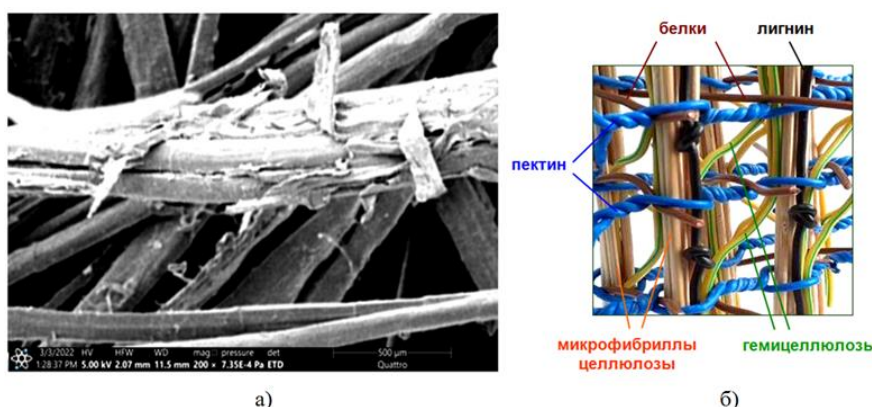 белки лигнин
пектин
микрофибриллы
целлюлозы
гемицеллюлозы
3/3/2022 HV HFW WD mag pressure det 500 µm
1:28:37 PM 5.00 kV 2.07 mm 11.5 mm 200 × 7.35E-4 Pa ETD Quattro
а) б)